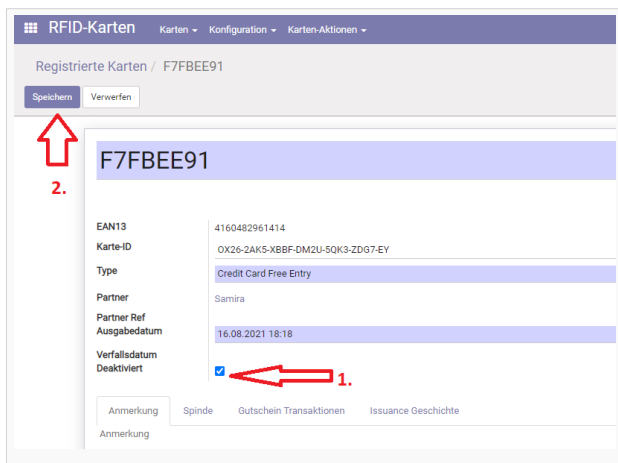 RFID-Karten Karten Konfiguration Karten-Aktionen
Registrierte Karten / F7FBEE91
Speichern Verwerfen
F7FBEE91
2.
EAN13 4160482961414
Karte-ID OX26-2AK5-XBBF-DM2U-5QK3-ZDG7-EY
Type Credit Card Free Entry
Partner Samira
Partner Ref
Ausgabedatum 16.08.2021 18:18
Verfallsdatum
Deaktiviert
1.
Anmerkung Spinde Gutschein Transaktionen Issuance Geschichte
Anmerkung